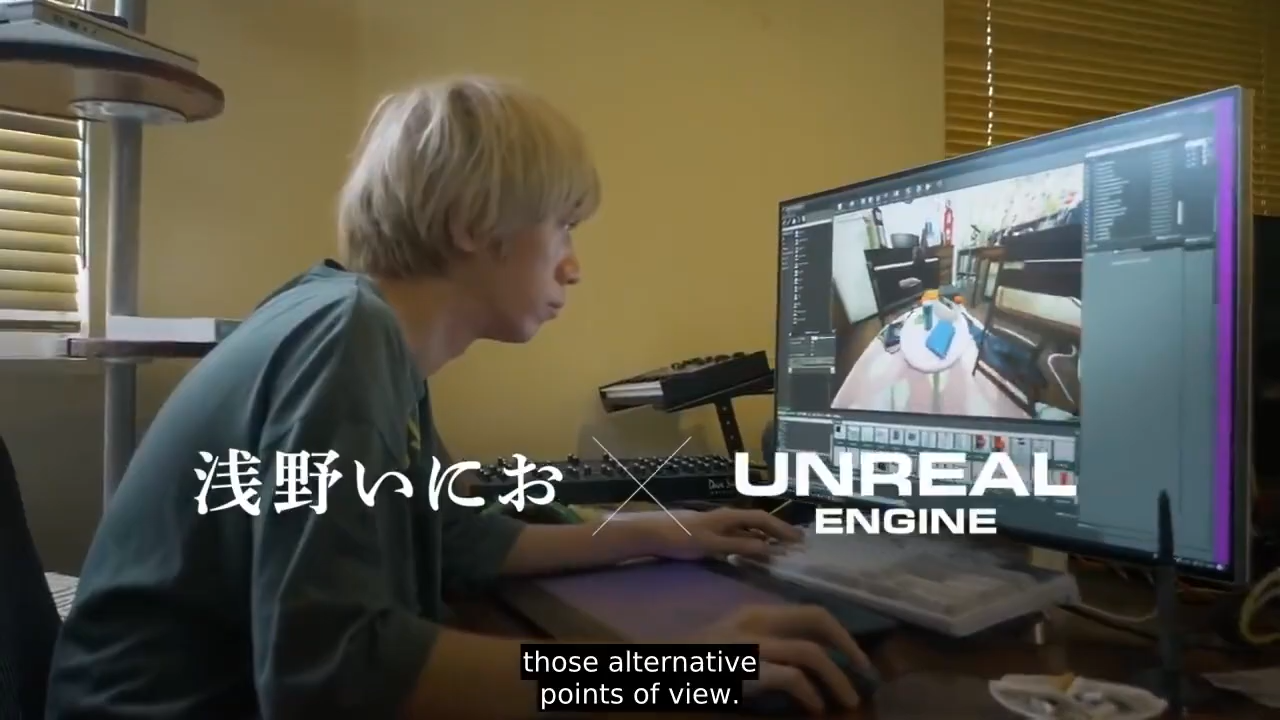 浅野いにお
UNREAL
ENGINE
those alternative
points of view.